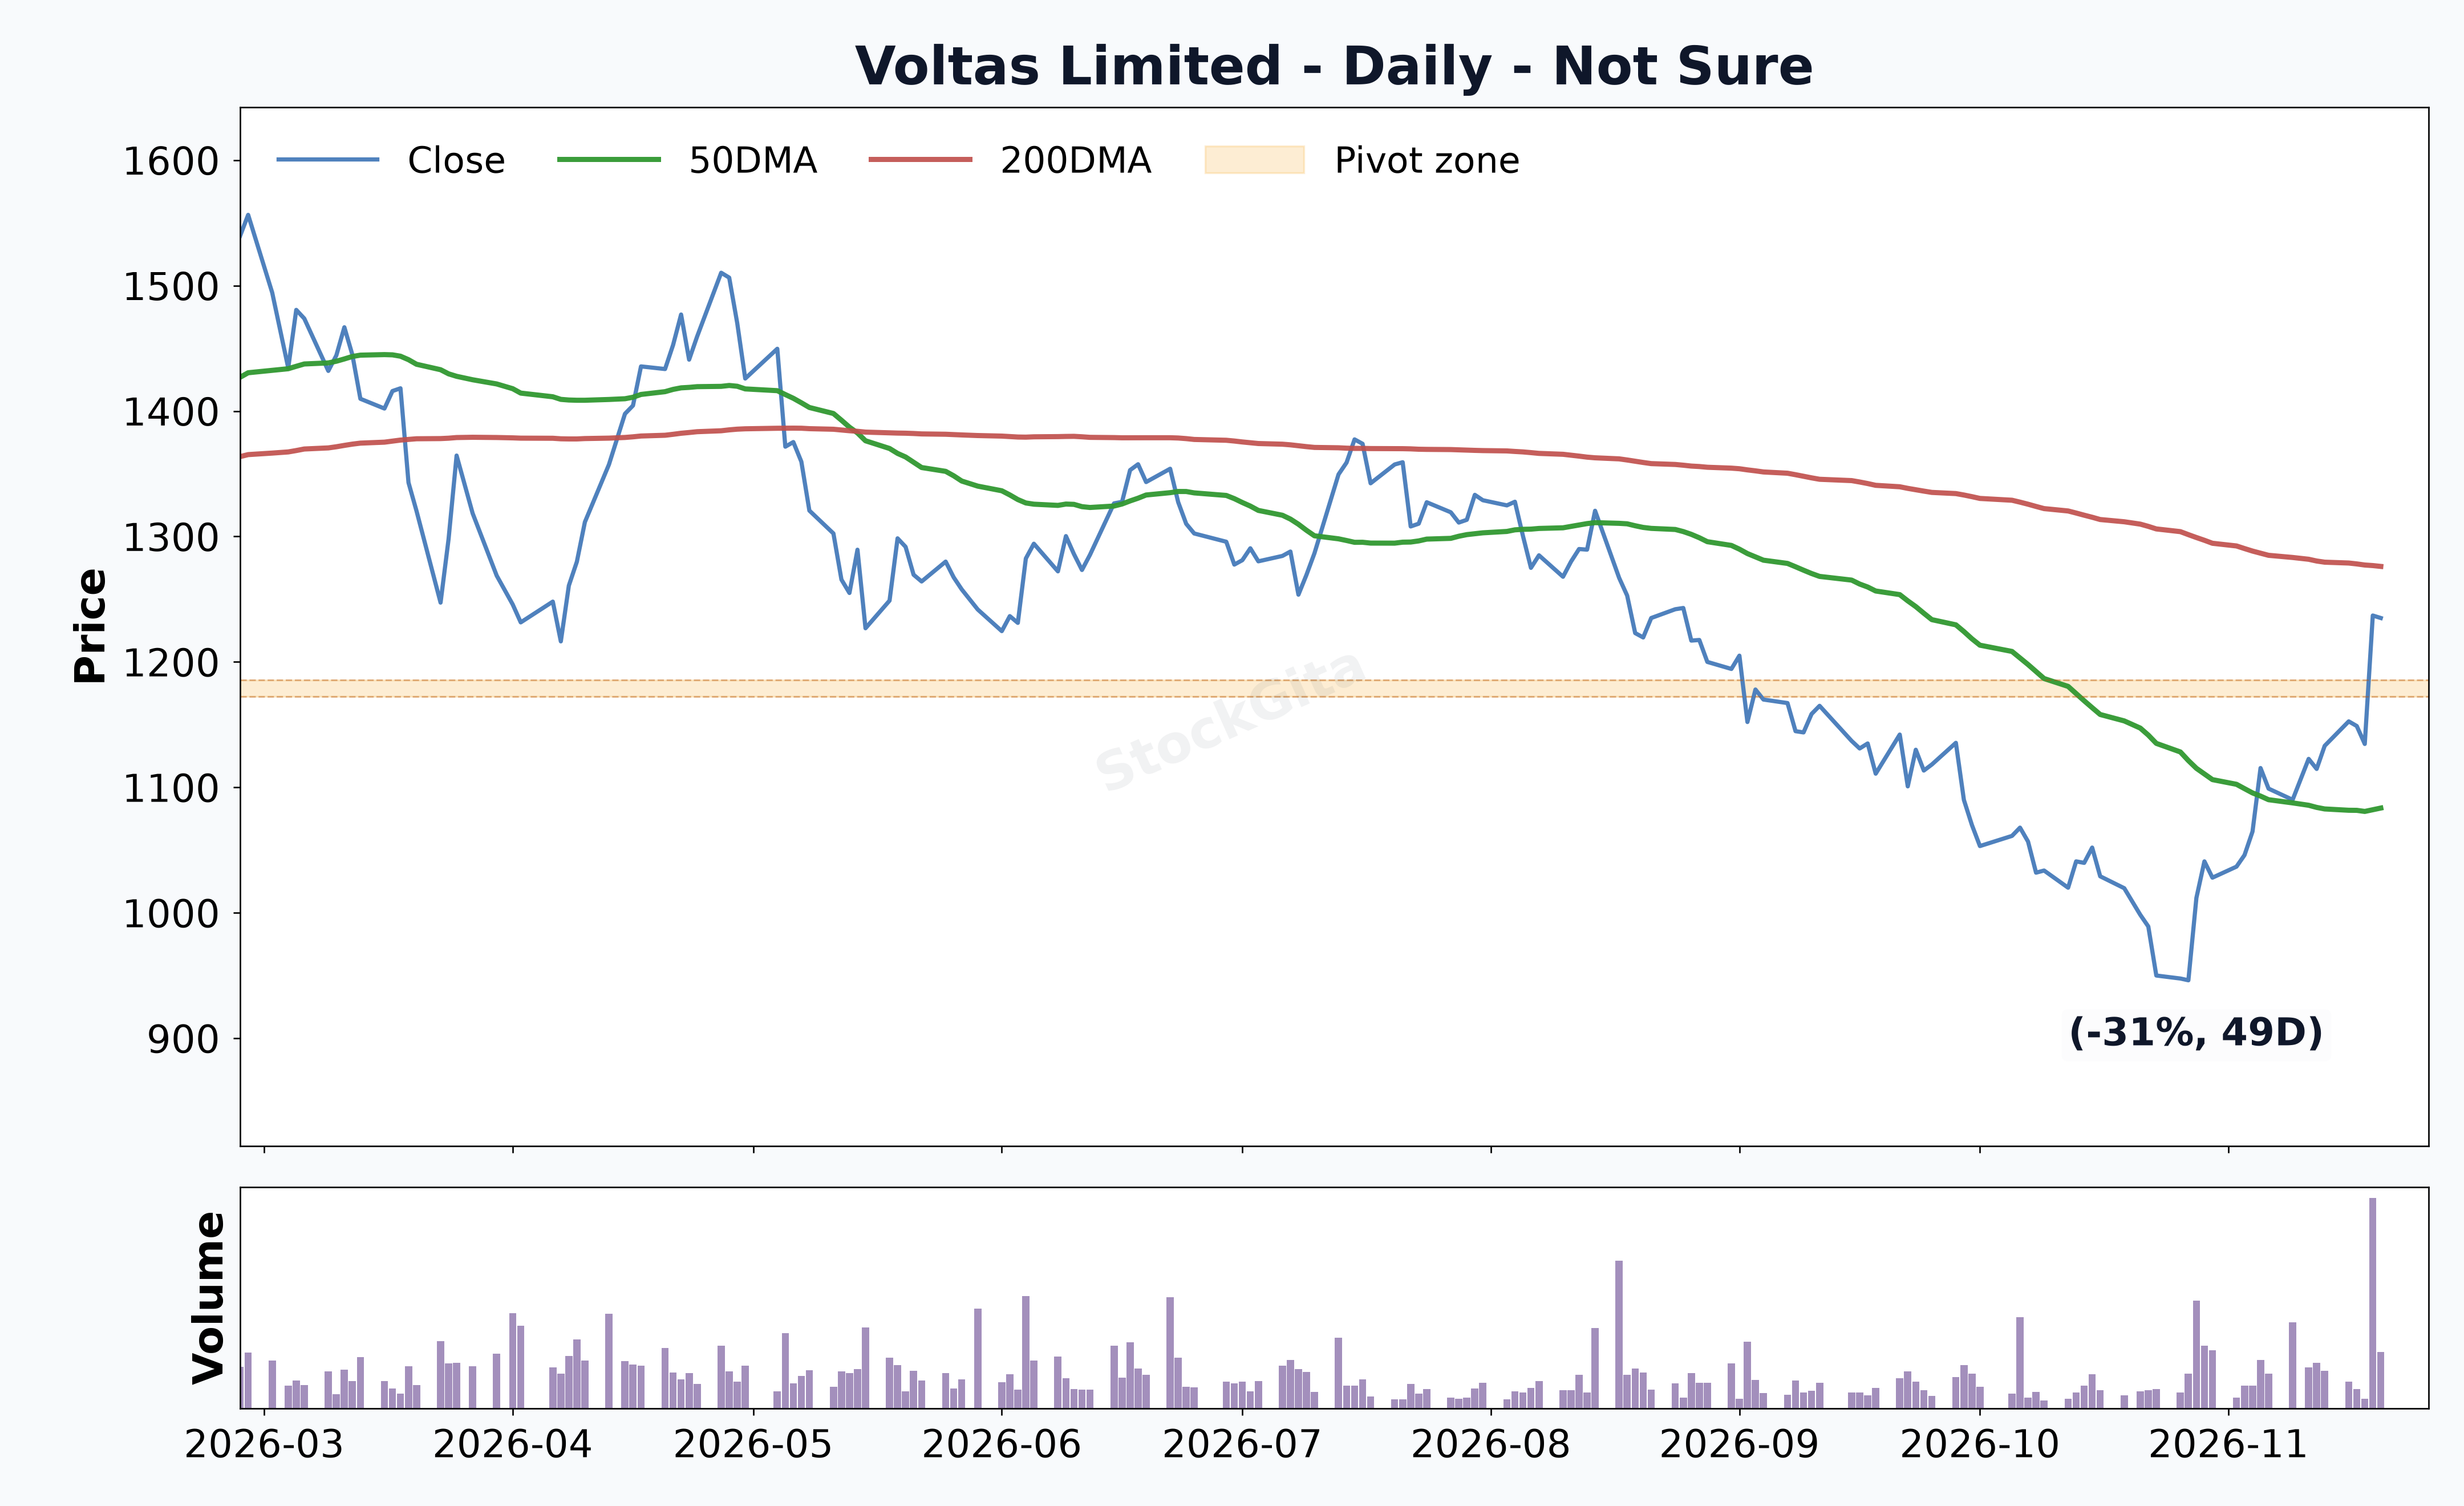 Voltas Limited - Daily - Not Sure
Close 50DMA 200DMA Pivot zone
1600
1500
1400
1300
1200
1100
1000
900
Price
StockGita
(-31%, 49D)
Volume
2026-03 2026-04 2026-05 2026-06 2026-07 2026-08 2026-09 2026-10 2026-11